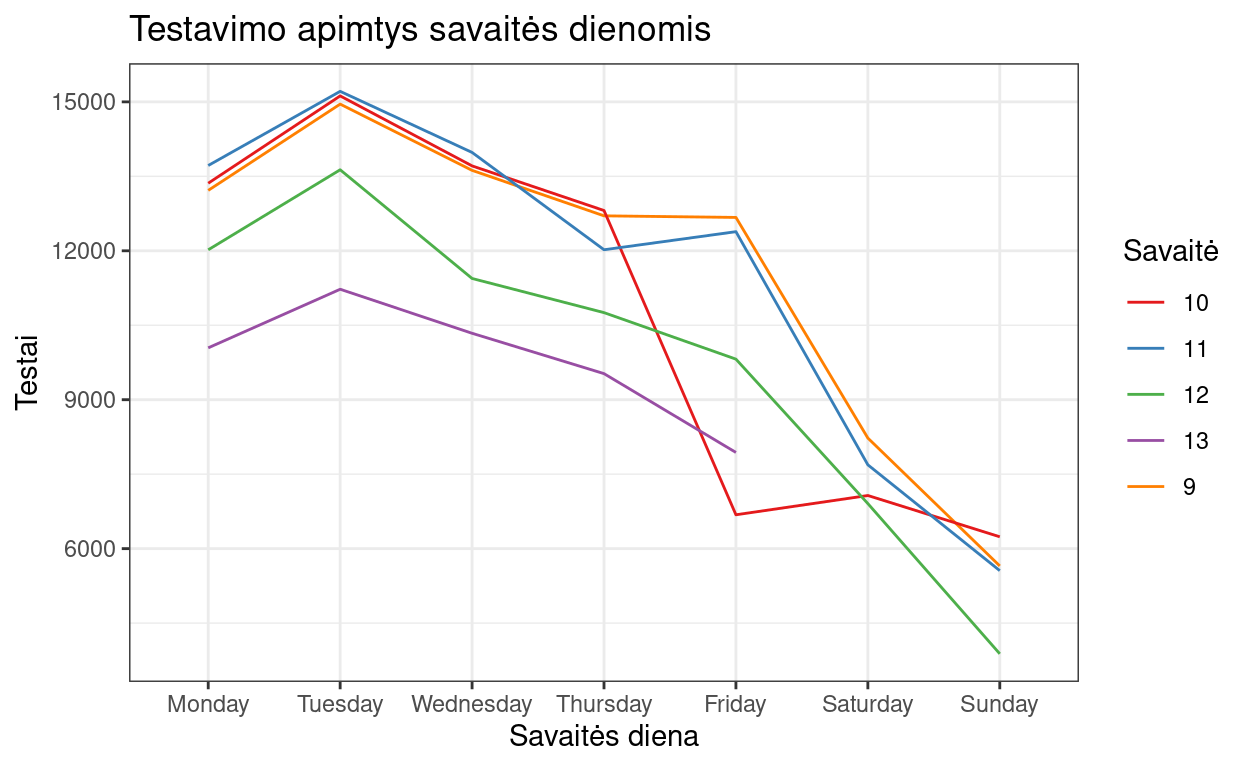 Testavimo apimtys savaitės dienomis
15000
12000
9000
6000
Testai
Monday
Tuesday
Wednesday
Thursday
Friday
Saturday
Sunday
Savaitės diena
Savaitė
10
11
12
13
9